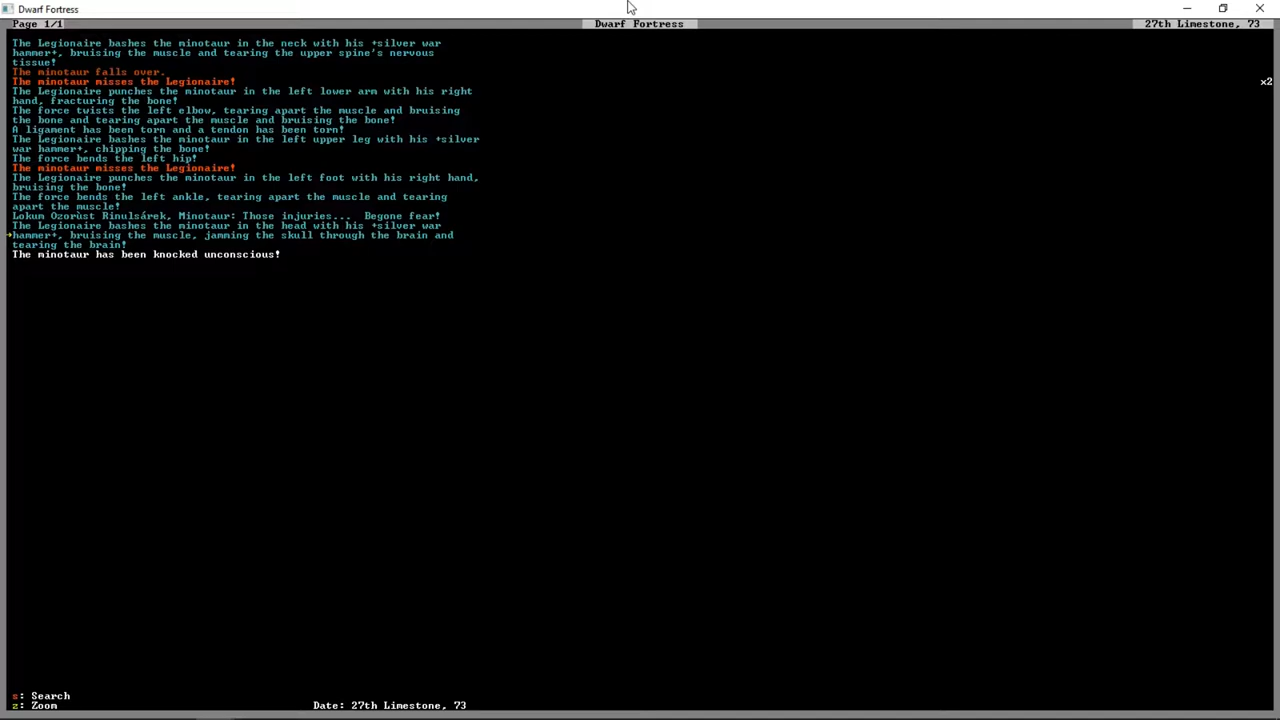 Dwarf Fortress
Page 1/1 Dwarf Fortress 27th Limestone, 73
The Legionaire bashes the minotaur in the neck with his +silver war
hammer+, bruising the muscle and tearing the upper spine's nervous
tissue!
The minotaur falls over.
The minotaur misses the Legionaire! x2
The Legionaire punches the minotaur in the left lower arm with his right
hand, fracturing the bone!
The force twists the left elbow, tearing apart the muscle and bruising
the bone and tearing apart the muscle and bruising the bone!
A ligament has been torn and a tendon has been torn!
The Legionaire bashes the minotaur in the left upper leg with his +silver
war hammer+, chipping the bone!
The force bends the left hip!
The minotaur misses the Legionaire!
The Legionaire punches the minotaur in the left foot with his right hand,
bruising the bone!
The force bends the left ankle, tearing apart the muscle and tearing
apart the muscle!
Lokum Ozorùst Rinulsárek, Minotaur: Those injuries... Begone fear!
The Legionaire bashes the minotaur in the head with his +silver war
→hammer+, bruising the muscle, jamming the skull through the brain and
tearing the brain!
The minotaur has been knocked unconscious!
s: Search
z: Zoom Date: 27th Limestone, 73